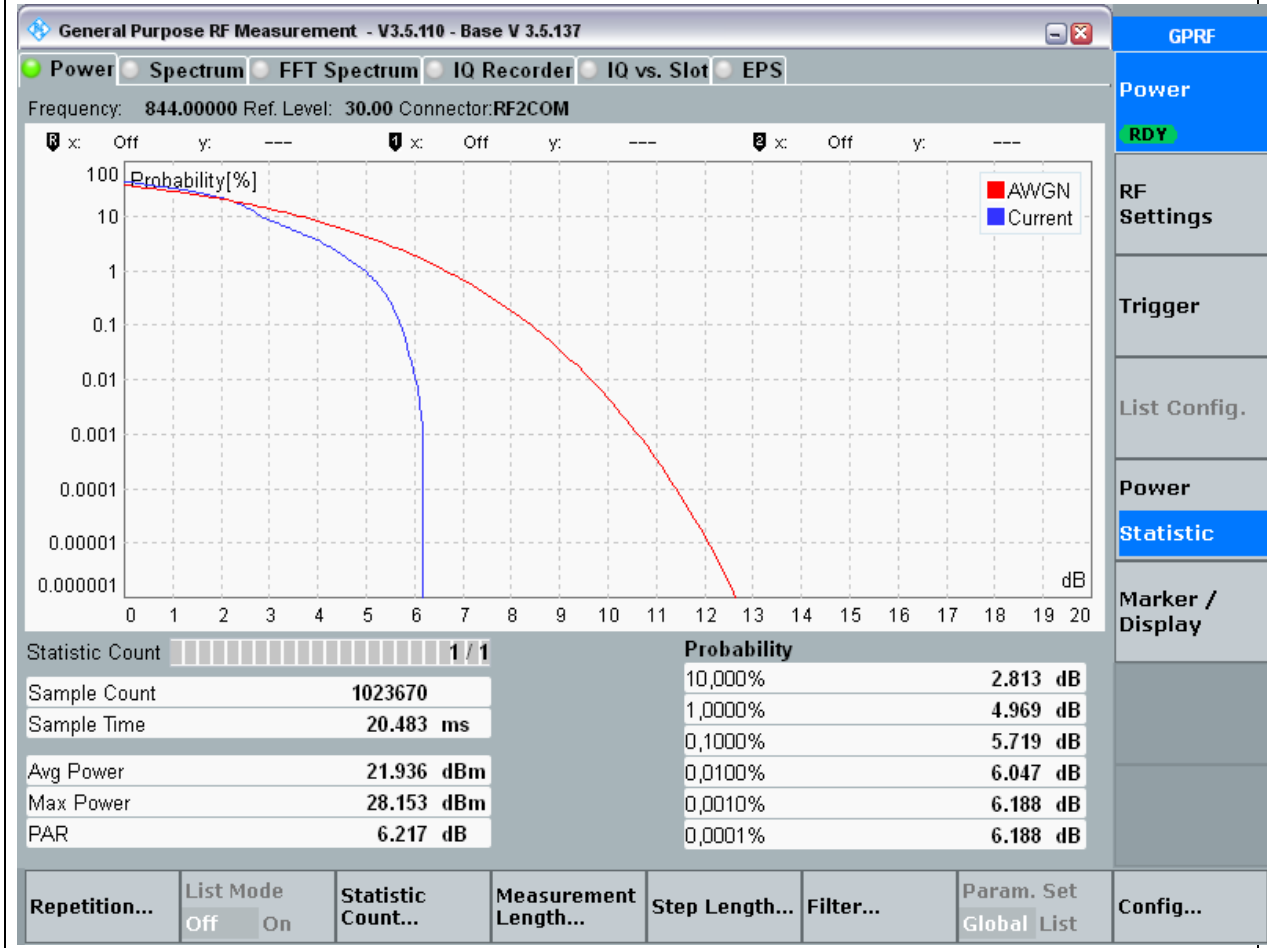 General Purpose RF Measurement - V3.5.110 - Base V 3.5.137
GPRF
Power Spectrum FFT Spectrum IQ Recorder IQ vs. Slot EPS
Frequency: 844.00000 Ref. Level: 30.00 Connector:RF2COM
R x: Off y: --- 1 x: Off y: --- 2 x: Off y: ---
Probability[%]
100
10
1
0.1
0.01
0.001
0.0001
0.00001
0.000001
AWGN
Current
dB
0 1 2 3 4 5 6 7 8 9 10 11 12 13 14 15 16 17 18 19 20
Statistic Count 1 / 1
Sample Count 1023670
Sample Time 20.483 ms
Avg Power 21.936 dBm
Max Power 28.153 dBm
PAR 6.217 dB
Probability
10,000% 2.813 dB
1,0000% 4.969 dB
0,1000% 5.719 dB
0,0100% 6.047 dB
0,0010% 6.188 dB
0,0001% 6.188 dB
Power
RDY
RF
Settings
Trigger
List Config.
Power
Statistic
Marker /
Display
Repetition...
List Mode
Off On
Statistic
Count...
Measurement
Length...
Step Length...
Filter...
Param. Set
Global List
Config...